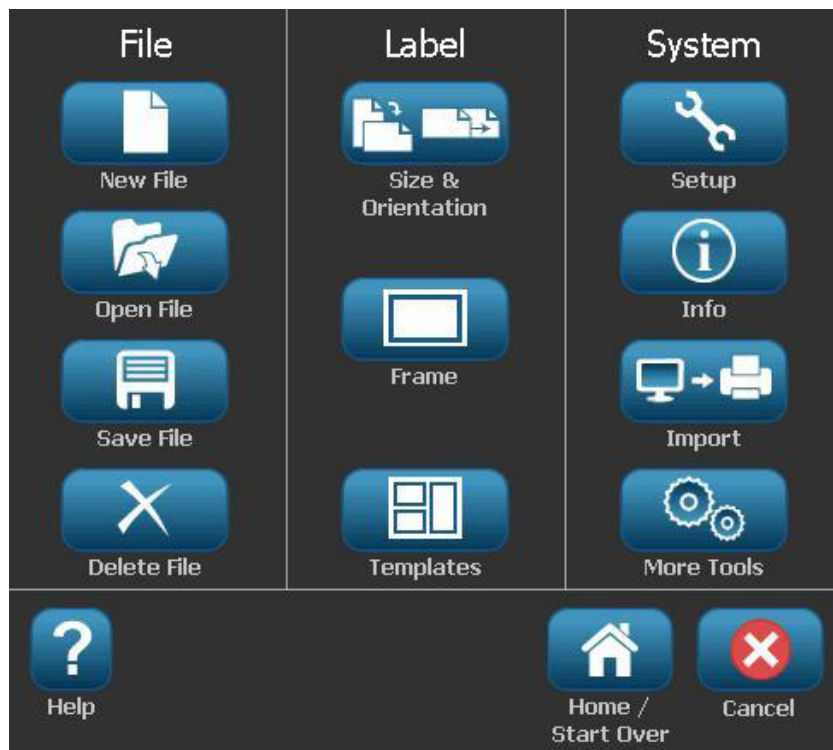 File
New File
Open File
Save File
Delete File
Label
Size &
Orientation
Frame
Templates
System
Setup
Info
Import
More Tools
?
Help
Home /
Start Over
Cancel